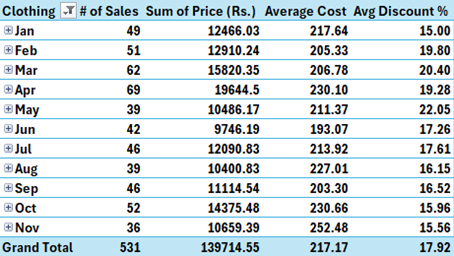 Clothing # of Sales Sum of Price (Rs.) Average Cost Avg Discount %
Jan 49 12466.03 217.64 15.00
Feb 51 12910.24 205.33 19.80
Mar 62 15820.35 206.78 20.40
Apr 69 19644.5 230.10 19.28
May 39 10486.17 211.37 22.05
Jun 42 9746.19 193.07 17.26
Jul 46 12090.83 213.92 17.61
Aug 39 10400.83 227.01 16.15
Sep 46 11114.54 203.30 16.52
Oct 52 14375.48 230.66 15.96
Nov 36 10659.39 252.48 15.56
Grand Total 531 139714.55 217.17 17.92